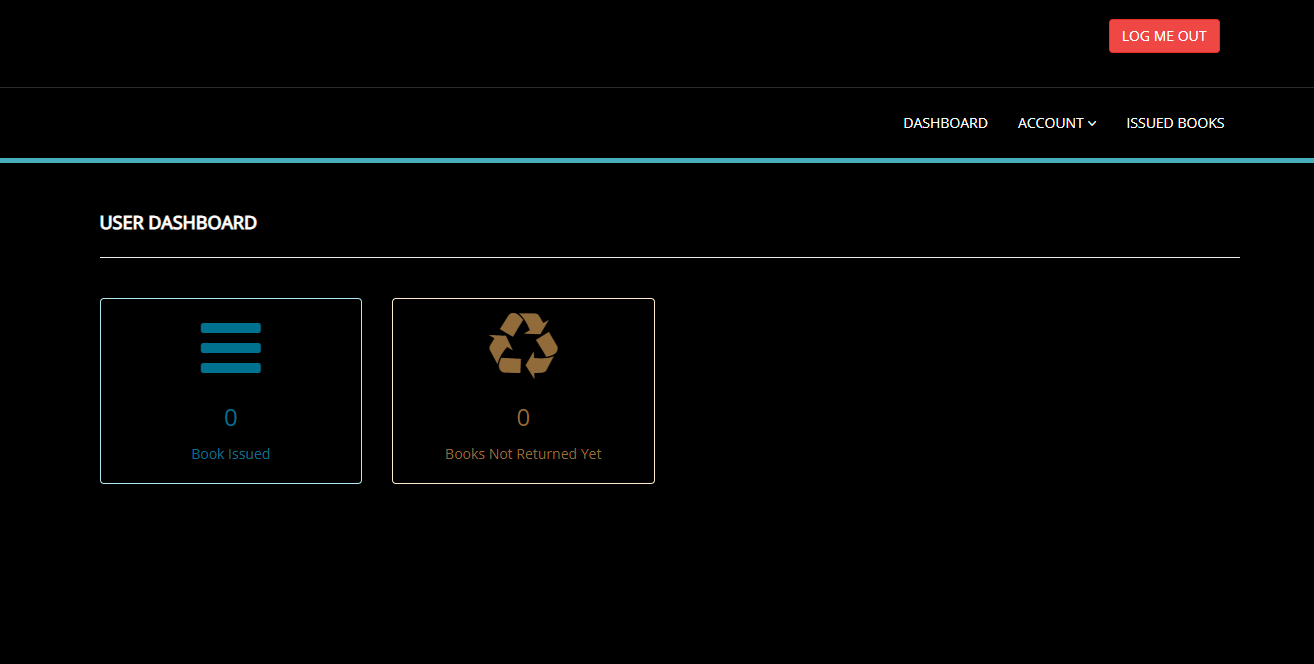 LOG ME OUT
DASHBOARD ACCOUNT ISSUED BOOKS
USER DASHBOARD
0
Book Issued
0
Books Not Returned Yet